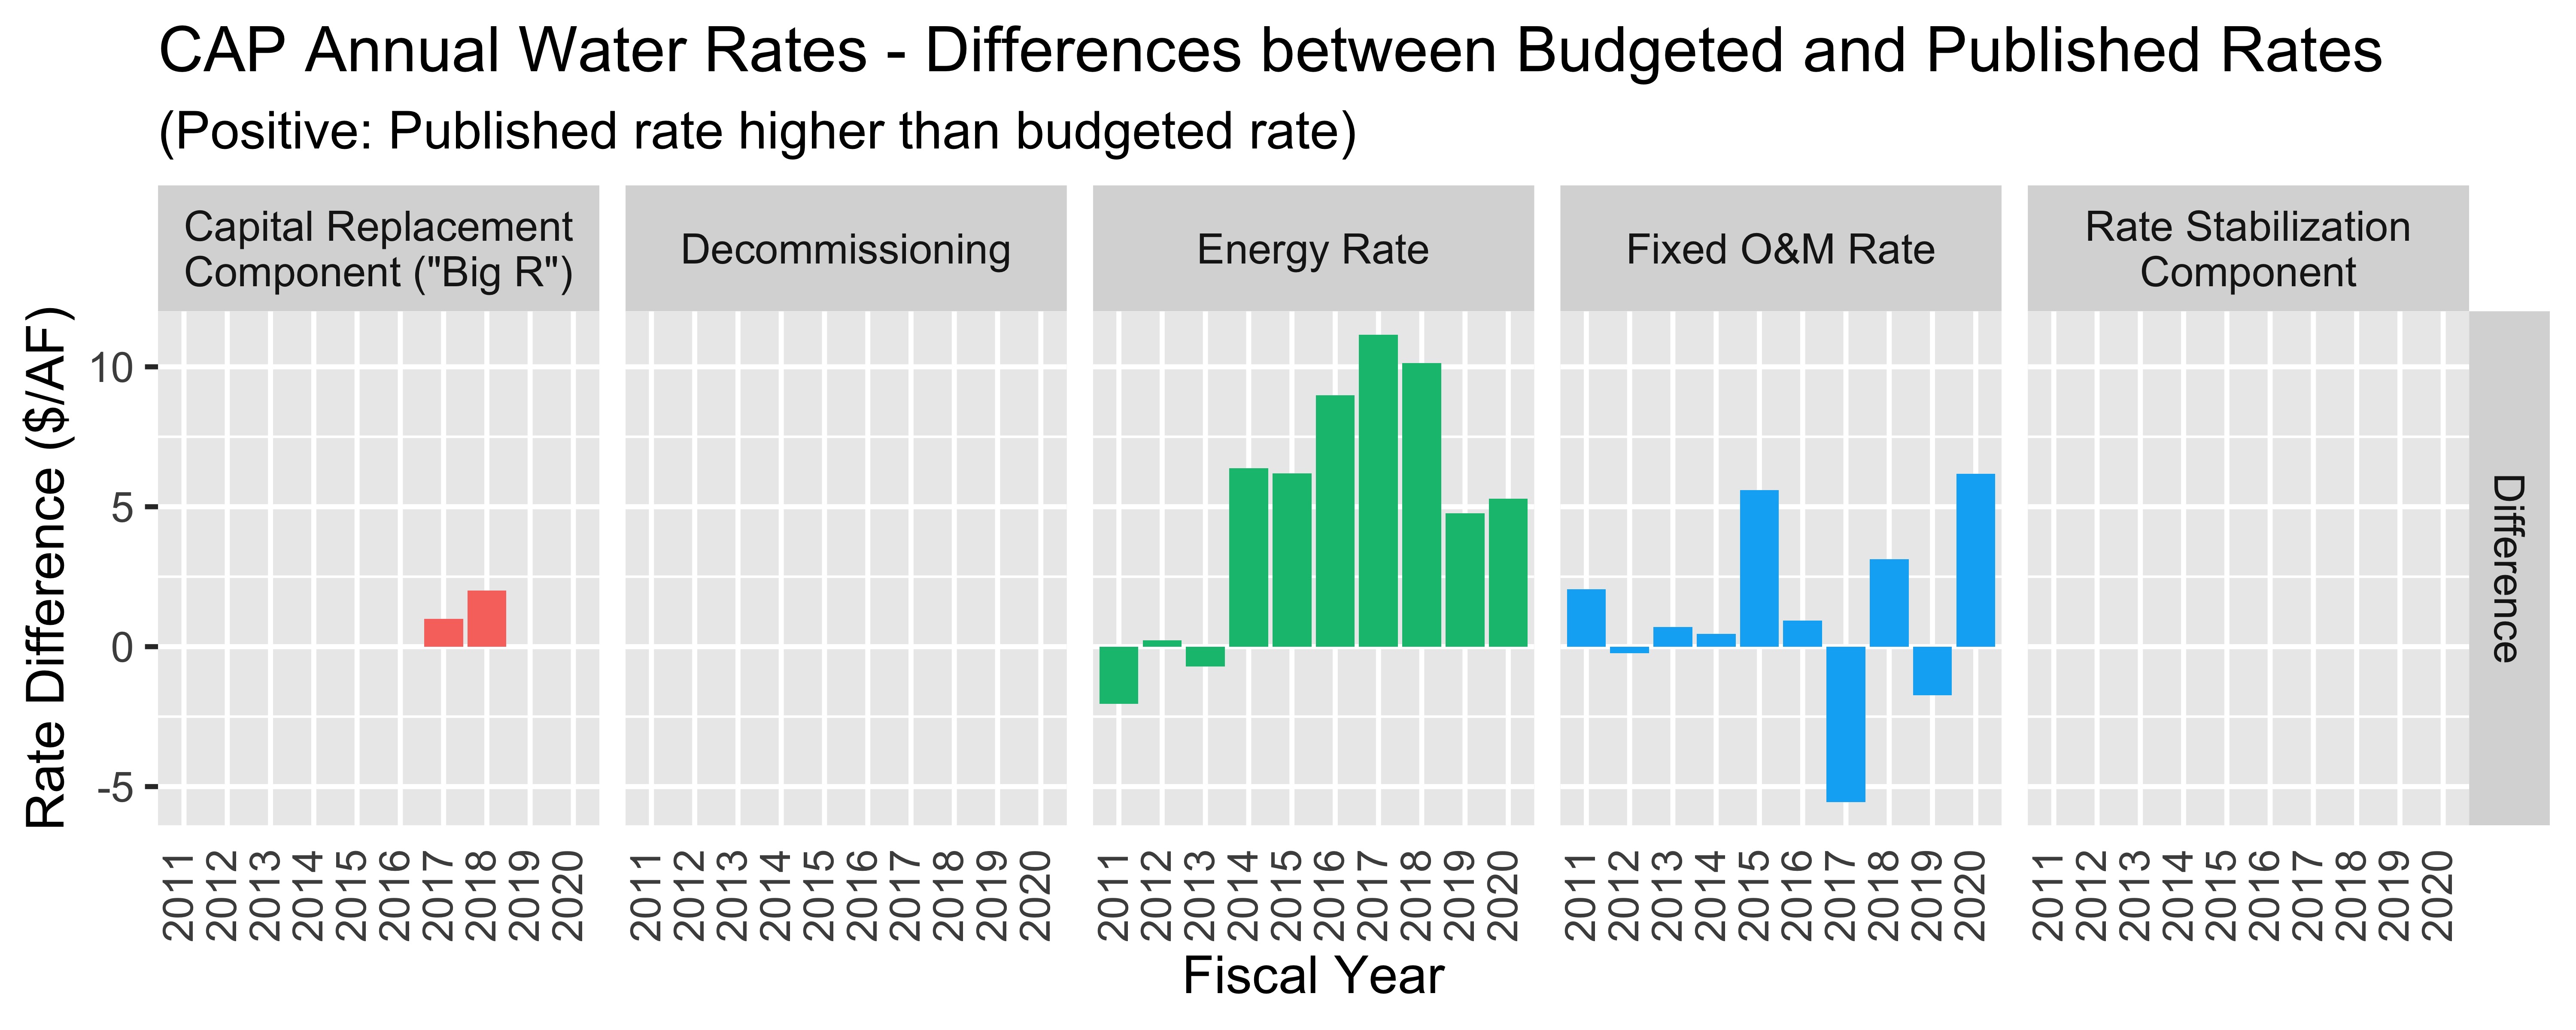 CAP Annual Water Rates - Differences between Budgeted and Published Rates
(Positive: Published rate higher than budgeted rate)
Capital Replacement
Component ("Big R")
Decommissioning
Energy Rate
Fixed O&M Rate
Rate Stabilization
Component
Rate Difference ($/AF)
10
5
0
-5
Difference
2011 2012 2013 2014 2015 2016 2017 2018 2019 2020
2011 2012 2013 2014 2015 2016 2017 2018 2019 2020
2011 2012 2013 2014 2015 2016 2017 2018 2019 2020
2011 2012 2013 2014 2015 2016 2017 2018 2019 2020
2011 2012 2013 2014 2015 2016 2017 2018 2019 2020
Fiscal Year